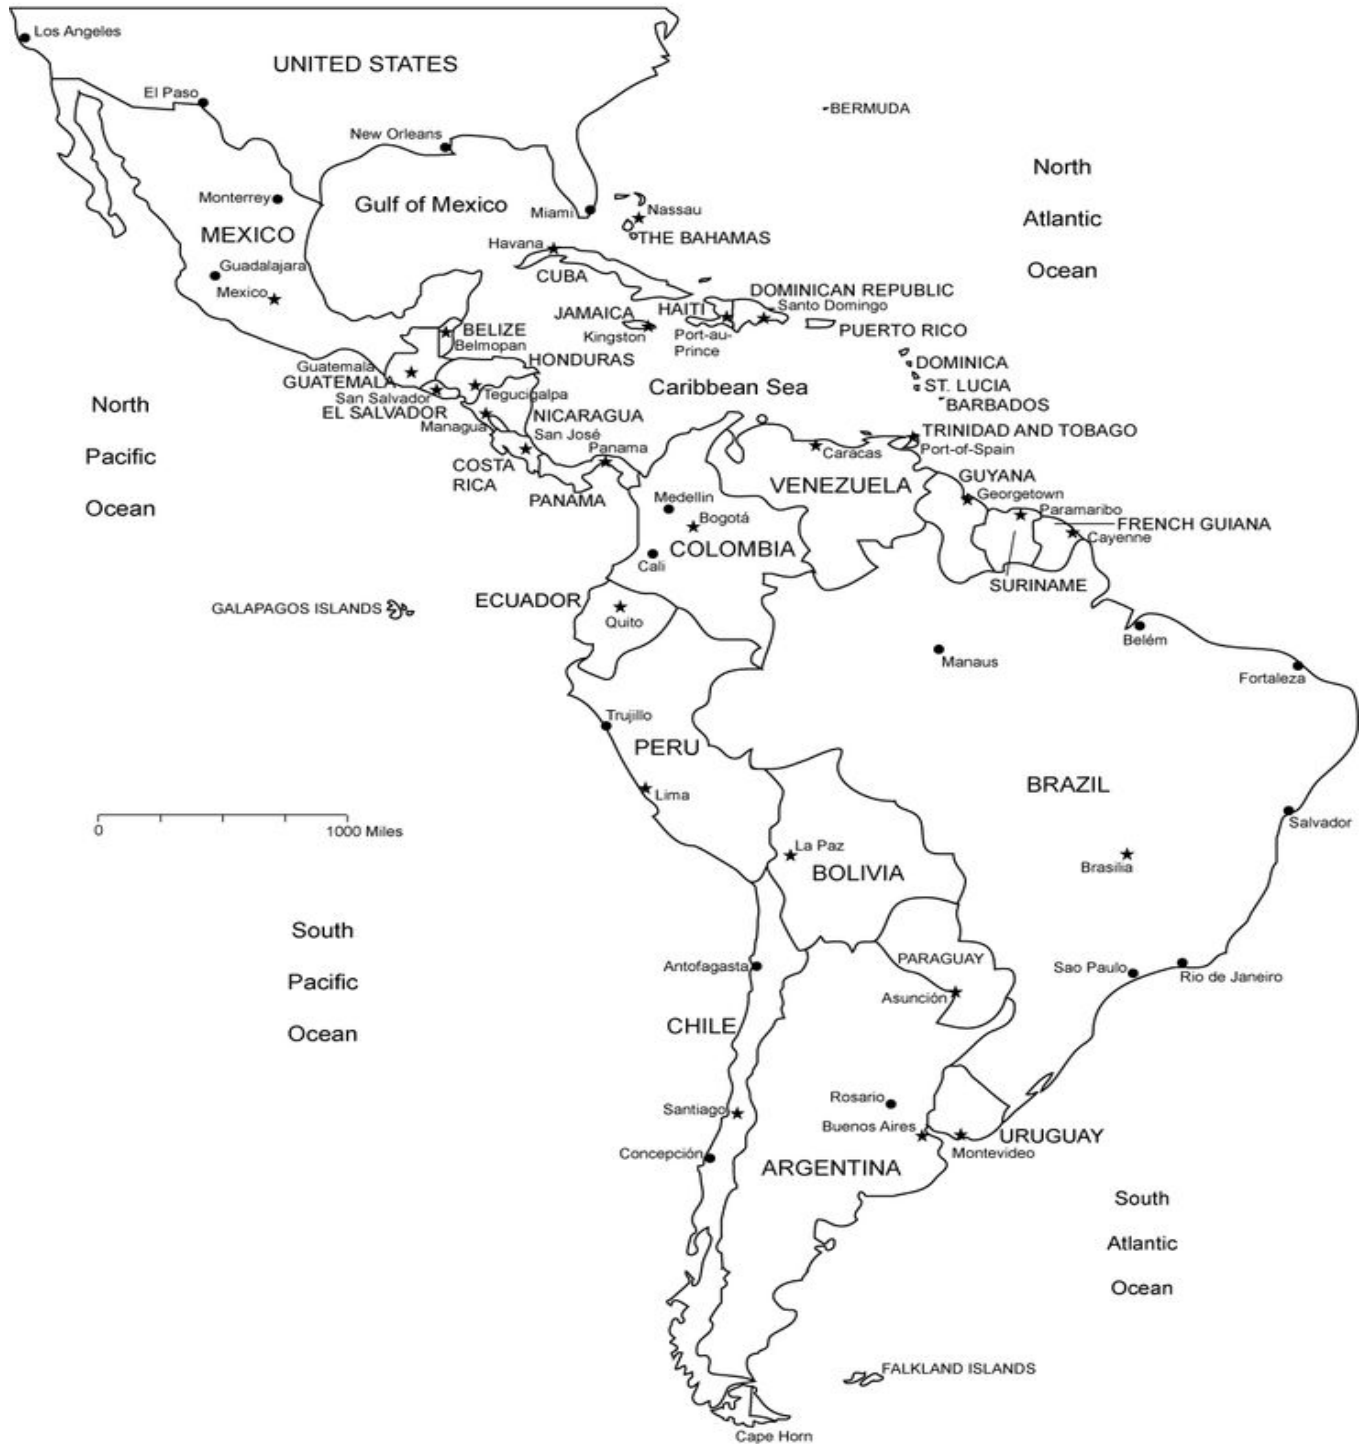 Los Angeles
UNITED STATES
El Paso
BERMUDA
New Orleans
North
Atlantic
Ocean
Monterrey
Gulf of Mexico
Miami
Nassau
MEXICO
THE BAHAMAS
Havana
Guadalajara
CUBA
Mexico
DOMINICAN REPUBLIC
Santo Domingo
JAMAICA
HAITI
Kingston
Port-au-
Prince
PUERTO RICO
BELIZE
Belmopan
HONDURAS
DOMINICA
Guatemala
GUATEMALA
Caribbean Sea
ST. LUCIA
San Salvador
Tegucigalpa
BARBADOS
EL SALVADOR
NICARAGUA
Managua
San José
TRINIDAD AND TOBAGO
Port-of-Spain
North
Pacific
Ocean
COSTA
RICA
Panama
PANAMA
Caracas
VENEZUELA
GUYANA
Georgetown
Medellin
Bogotá
Paramaribo
FRENCH GUIANA
Cayenne
COLOMBIA
Cali
SURINAME
ECUADOR
GALAPAGOS ISLANDS
Quito
Belém
Manaus
Fortaleza
Trujillo
PERU
BRAZIL
Lima
0
1000 Miles
Salvador
La Paz
BOLIVIA
Brasilia
South
Pacific
Ocean
PARAGUAY
Antofagasta
Sao Paulo
Rio de Janeiro
Asunción
CHILE
Rosario
Santiago
Buenos Aires
URUGUAY
Montevideo
Concepción
ARGENTINA
South
Atlantic
Ocean
FALKLAND ISLANDS
Cape Horn